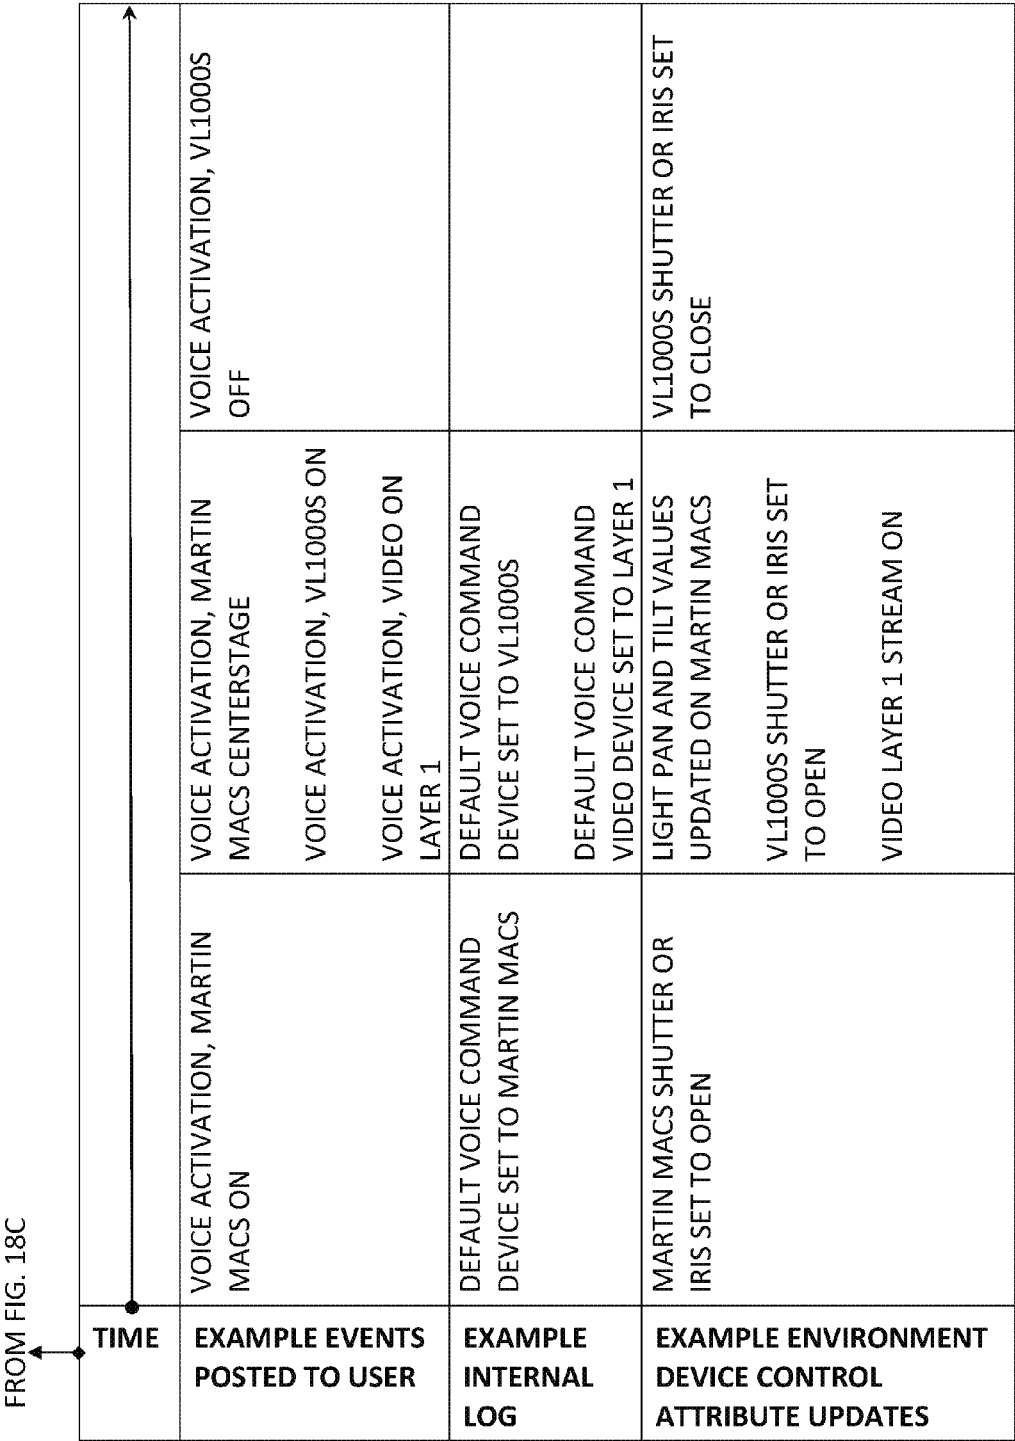 FROM FIG. 18C
TIME
EXAMPLE EVENTS
POSTED TO USER
VOICE ACTIVATION, MARTIN
MACS ON
VOICE ACTIVATION, MARTIN
MACS CENTERSTAGE
VOICE ACTIVATION, VL1000S ON
VOICE ACTIVATION, VIDEO ON
LAYER 1
VOICE ACTIVATION, VL1000S
OFF
EXAMPLE
INTERNAL
LOG
DEFAULT VOICE COMMAND
DEVICE SET TO MARTIN MACS
DEFAULT VOICE COMMAND
DEVICE SET TO VL1000S
DEFAULT VOICE COMMAND
VIDEO DEVICE SET TO LAYER 1
EXAMPLE ENVIRONMENT
DEVICE CONTROL
ATTRIBUTE UPDATES
MARTIN MACS SHUTTER OR
IRIS SET TO OPEN
LIGHT PAN AND TILT VALUES
UPDATED ON MARTIN MACS
VL1000S SHUTTER OR IRIS SET
TO OPEN
VIDEO LAYER 1 STREAM ON
VL1000S SHUTTER OR IRIS SET
TO CLOSE